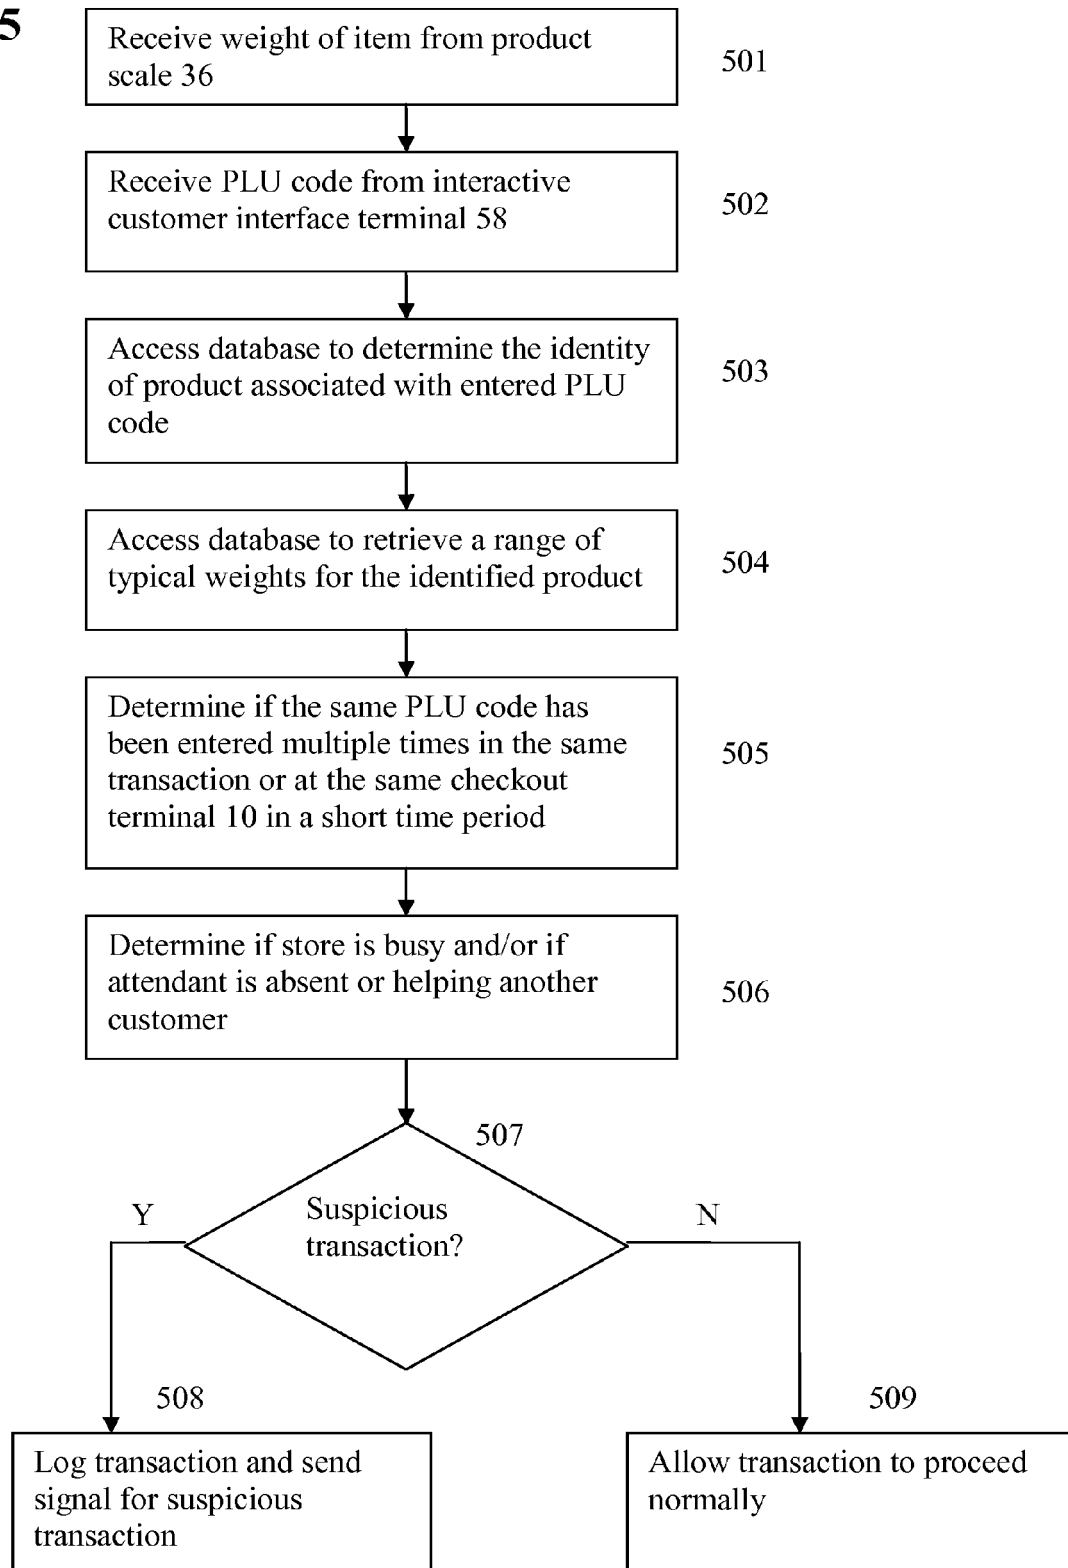 5
Receive weight of item from product
scale 36
501
Receive PLU code from interactive
customer interface terminal 58
502
Access database to determine the identity
of product associated with entered PLU
code
503
Access database to retrieve a range of
typical weights for the identified product
504
Determine if the same PLU code has
been entered multiple times in the same
transaction or at the same checkout
terminal 10 in a short time period
505
Determine if store is busy and/or if
attendant is absent or helping another
customer
506
507
Suspicious
transaction?
Y
N
508
509
Log transaction and send
signal for suspicious
transaction
Allow transaction to proceed
normally